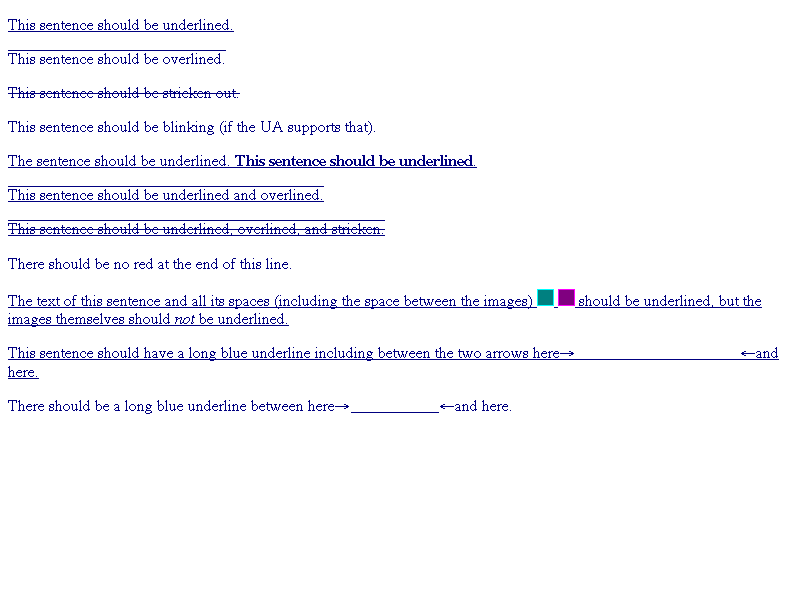 This sentence should be underlined.
This sentence should be overlined.
This sentence should be stricken out.
This sentence should be blinking (if the UA supports that).
The sentence should be underlined. This sentence should be underlined.
This sentence should be underlined and overlined.
This sentence should be underlined, overlined, and stricken.
There should be no red at the end of this line.
The text of this sentence and all its spaces (including the space between the images) should be underlined, but the
images themselves should not be underlined.
This sentence should have a long blue underline including between the two arrows here→ ←and
here.
There should be a long blue underline between here→ ←and here.